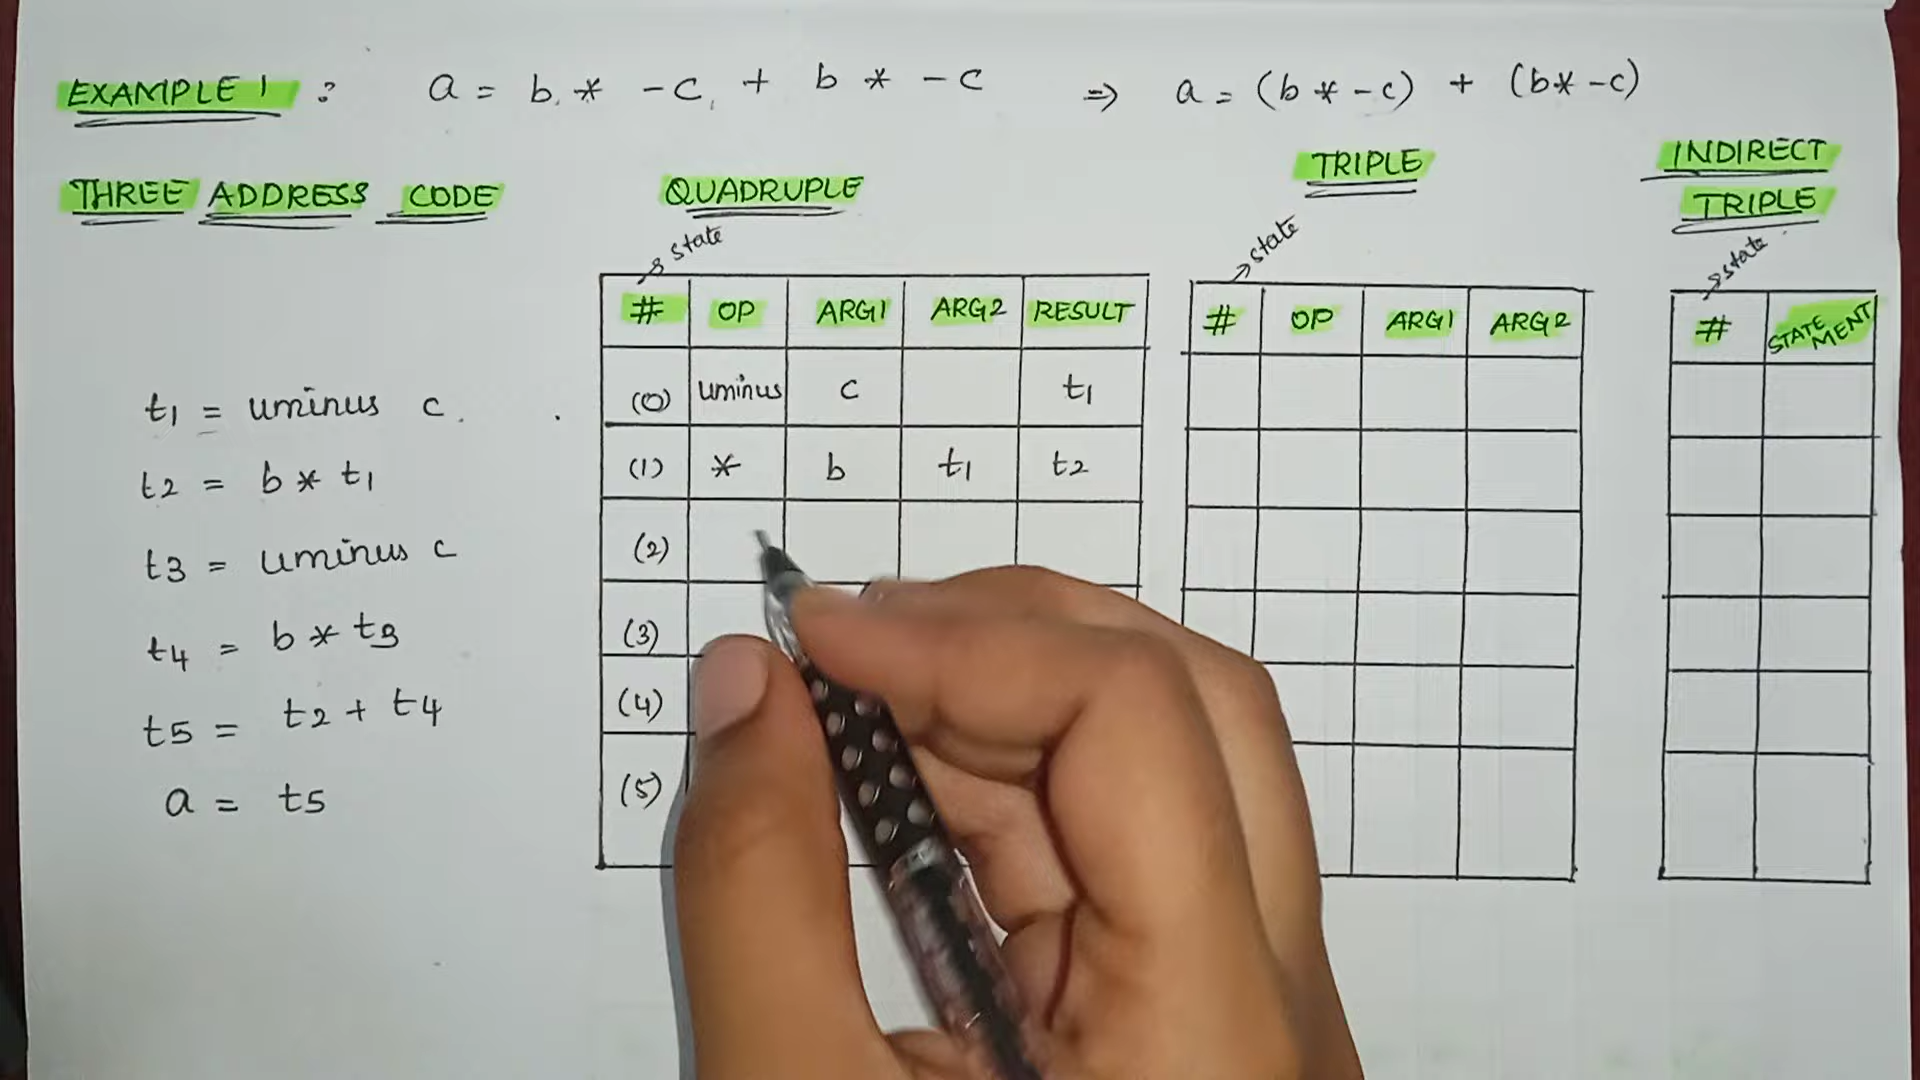 EXAMPLE 1 : a = b * -c + b * -c ⇒ a = (b * -c) + (b * -c)
THREE ADDRESS CODE
t1 = uminus c
t2 = b * t1
t3 = uminus c
t4 = b * t3
t5 = t2 + t4
a = t5
QUADRUPLE
→ state
# OP ARG1 ARG2 RESULT
(0) uminus c t1
(1) * b t1 t2
(2)
(3)
(4)
(5)
TRIPLE
→ state
# OP ARG1 ARG2
INDIRECT
TRIPLE
→ state
# STATEMENT